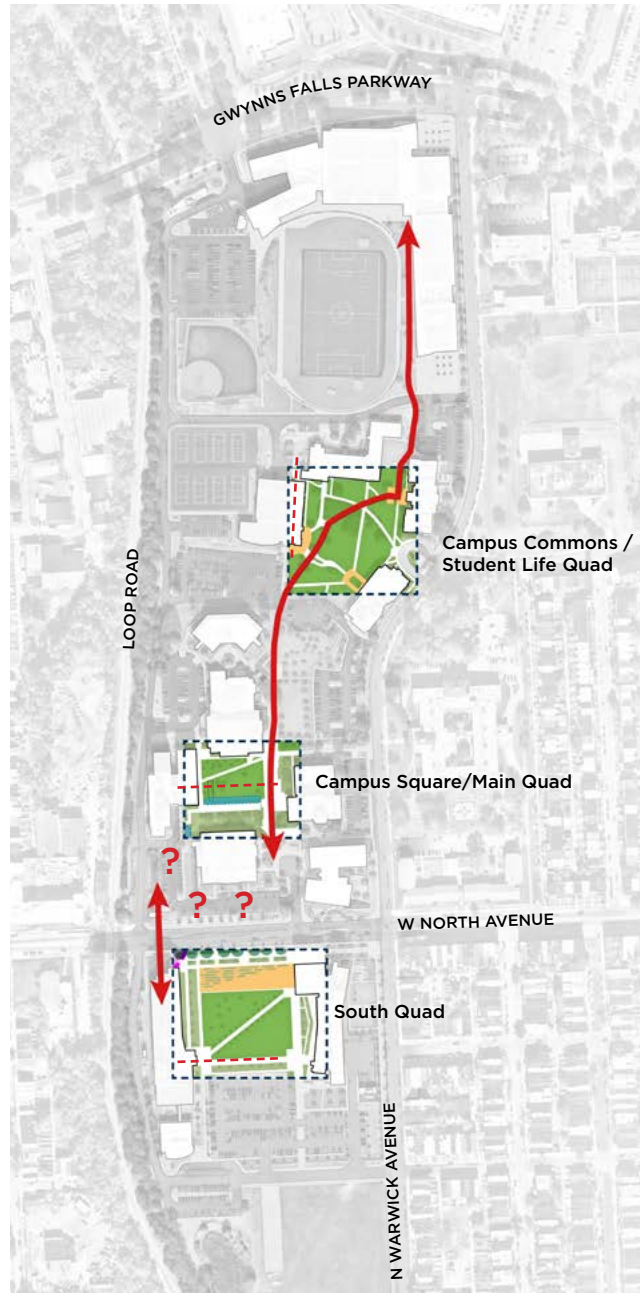 GWYNNS FALLS PARKWAY
LOOP ROAD
Campus Commons /
Student Life Quad
Campus Square/Main Quad
?
? ?
W NORTH AVENUE
South Quad
N WARWICK AVENUE